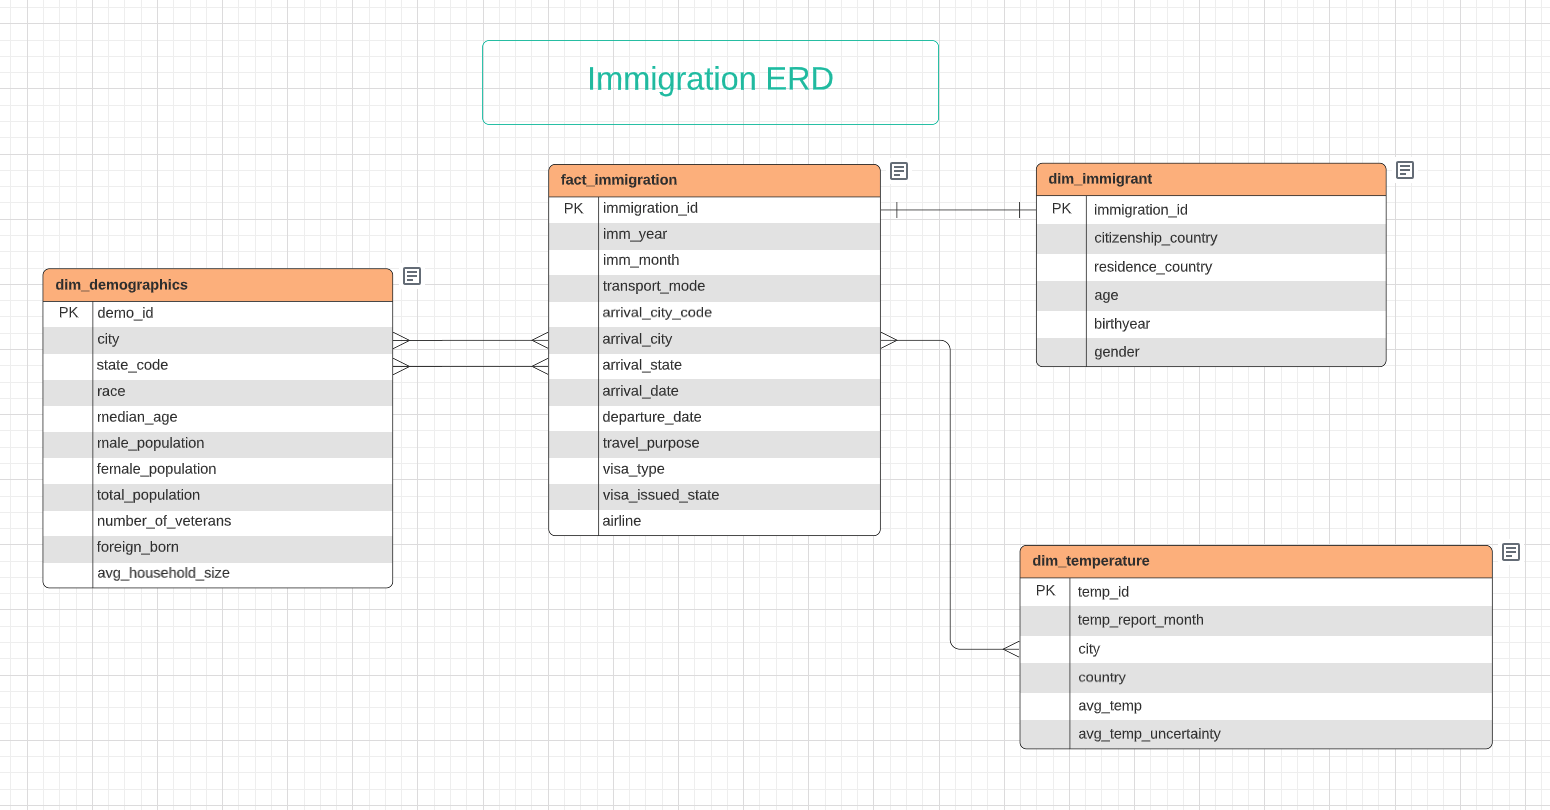 Immigration ERD
dim_demographics
PK demo_id
city
state_code
race
median_age
male_population
female_population
total_population
number_of_veterans
foreign_born
avg_household_size
fact_immigration
PK immigration_id
imm_year
imm_month
transport_mode
arrival_city_code
arrival_city
arrival_state
arrival_date
departure_date
travel_purpose
visa_type
visa_issued_state
airline
dim_immigrant
PK immigration_id
citizenship_country
residence_country
age
birthyear
gender
dim_temperature
PK temp_id
temp_report_month
city
country
avg_temp
avg_temp_uncertainty